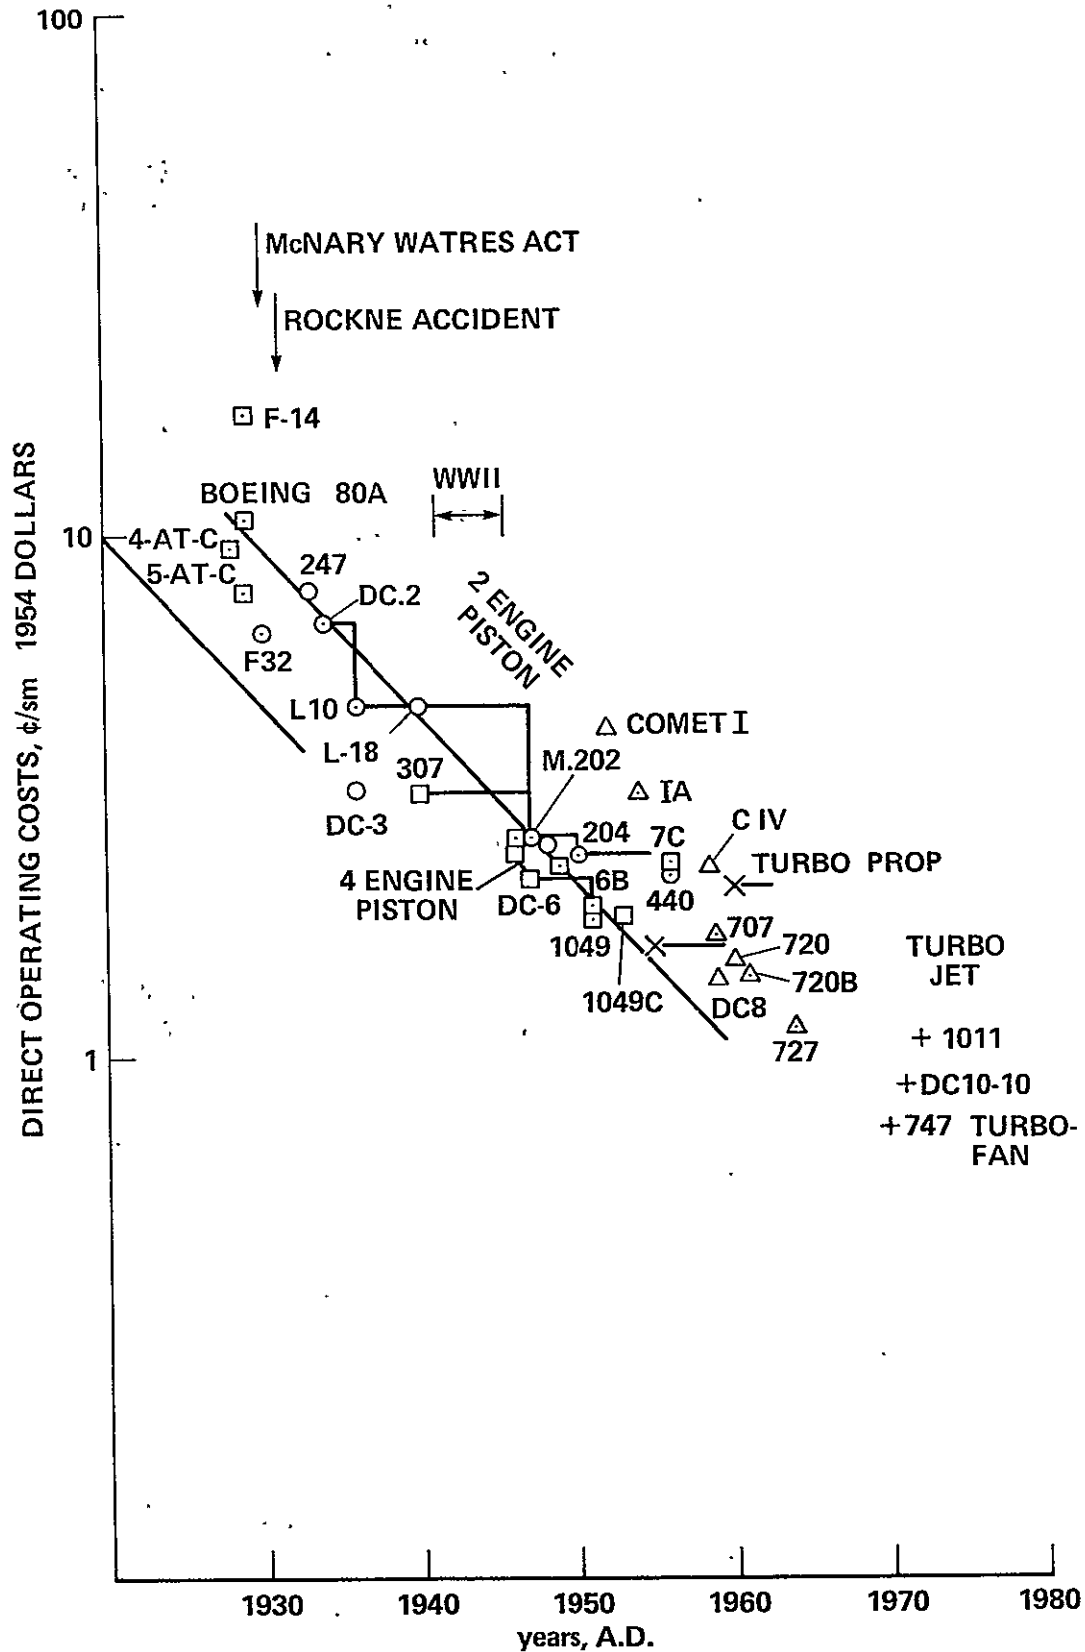 100
McNARY WATRES ACT
ROCKNE ACCIDENT
F-14
WWII
BOEING 80A
10
4-AT-C
5-AT-C
247
DC.2
2 ENGINE
PISTON
F32
L10
L-18
COMET I
M.202
307
IA
DC-3
204
7C
C IV
TURBO PROP
4 ENGINE
PISTON
DC-6
6B
440
1049
707
720
TURBO
JET
720B
1049C
DC8
727
1
+ 1011
+DC10-10
+747 TURBO-
FAN
DIRECT OPERATING COSTS, ¢/sm 1954 DOLLARS
1930 1940 1950 1960 1970 1980
years, A.D.